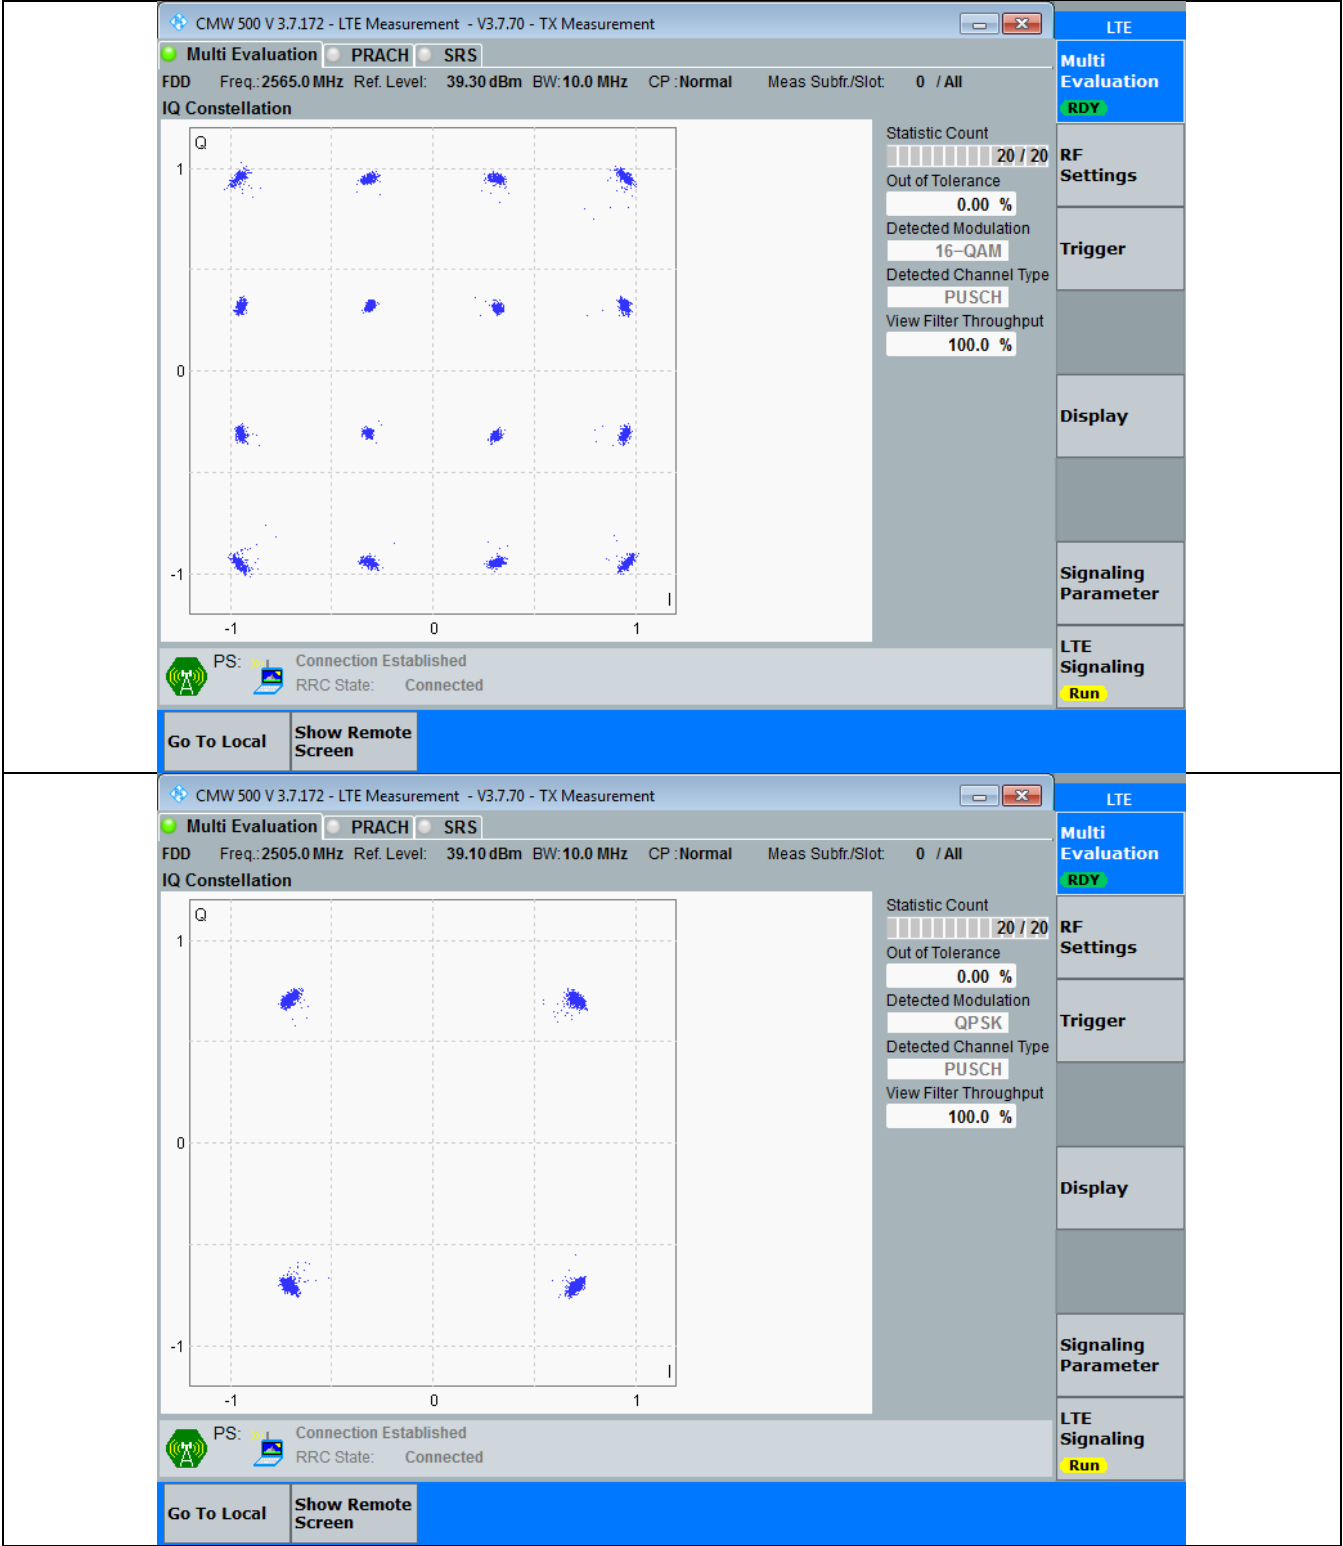 CMW 500 V 3.7.172 - LTE Measurement - V3.7.70 - TX Measurement
LTE
Multi Evaluation PRACH SRS
Multi
Evaluation
RDY
FDD Freg.: 2565.0 MHz Ref. Level: 39.30 dBm BW: 10.0 MHz CP : Normal Meas Subfr./Slot: 0 / All
IQ Constellation
Q
1
0
-1
-1
0
1
I
Statistic Count
20 / 20
Out of Tolerance
0.00 %
Detected Modulation
16-QAM
Detected Channel Type
PUSCH
View Filter Throughput
100.0 %
RF
Settings
Trigger
Display
Signaling
Parameter
LTE
Signaling
Run
PS: Connection Established
RRC State: Connected
Go To Local
Show Remote
Screen
CMW 500 V 3.7.172 - LTE Measurement - V3.7.70 - TX Measurement
LTE
Multi Evaluation PRACH SRS
Multi
Evaluation
RDY
FDD Freg.: 2505.0 MHz Ref. Level: 39.10 dBm BW: 10.0 MHz CP : Normal Meas Subfr./Slot: 0 / All
IQ Constellation
Q
1
0
-1
-1
0
1
I
Statistic Count
20 / 20
Out of Tolerance
0.00 %
Detected Modulation
QPSK
Detected Channel Type
PUSCH
View Filter Throughput
100.0 %
RF
Settings
Trigger
Display
Signaling
Parameter
LTE
Signaling
Run
PS: Connection Established
RRC State: Connected
Go To Local
Show Remote
Screen